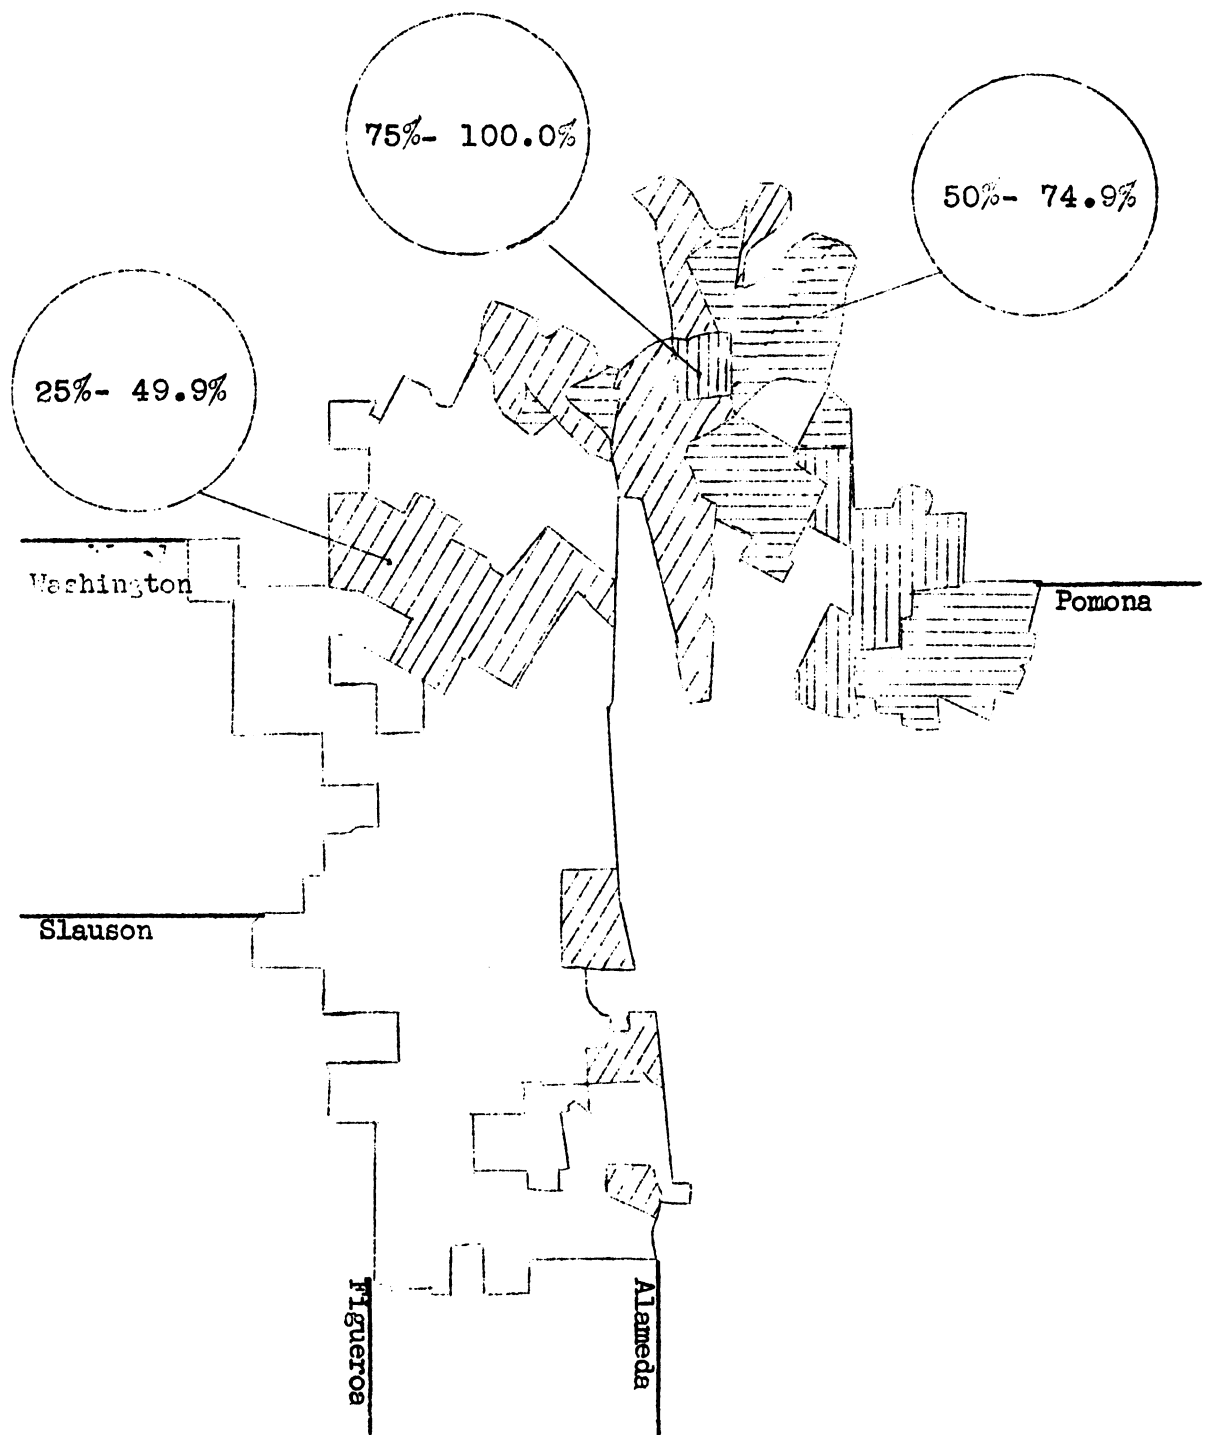 75%- 100.0%
50%- 74.9%
25%- 49.9%
Washington
Pomona
Slauson
Figueroa
Alameda